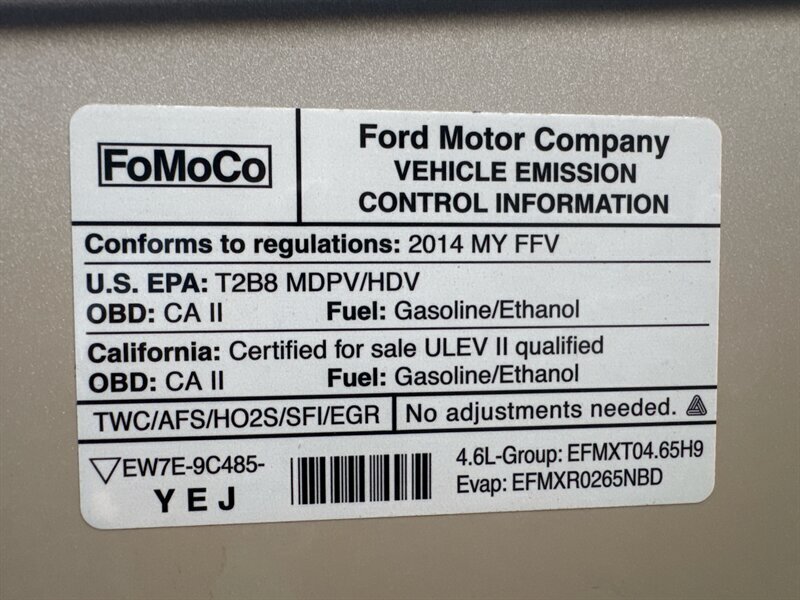 FoMoCo
Ford Motor Company
VEHICLE EMISSION
CONTROL INFORMATION
Conforms to regulations: 2014 MY FFV
U.S. EPA: T2B8 MDPV/HDV
OBD: CA II Fuel: Gasoline/Ethanol
California: Certified for sale ULEV II qualified
OBD: CA II Fuel: Gasoline/Ethanol
TWC/AFS/HO2S/SFI/EGR
No adjustments needed.
EW7E-9C485-
Y E J
4.6L-Group: EFMXT04.65H9
Evap: EFMXR0265NBD